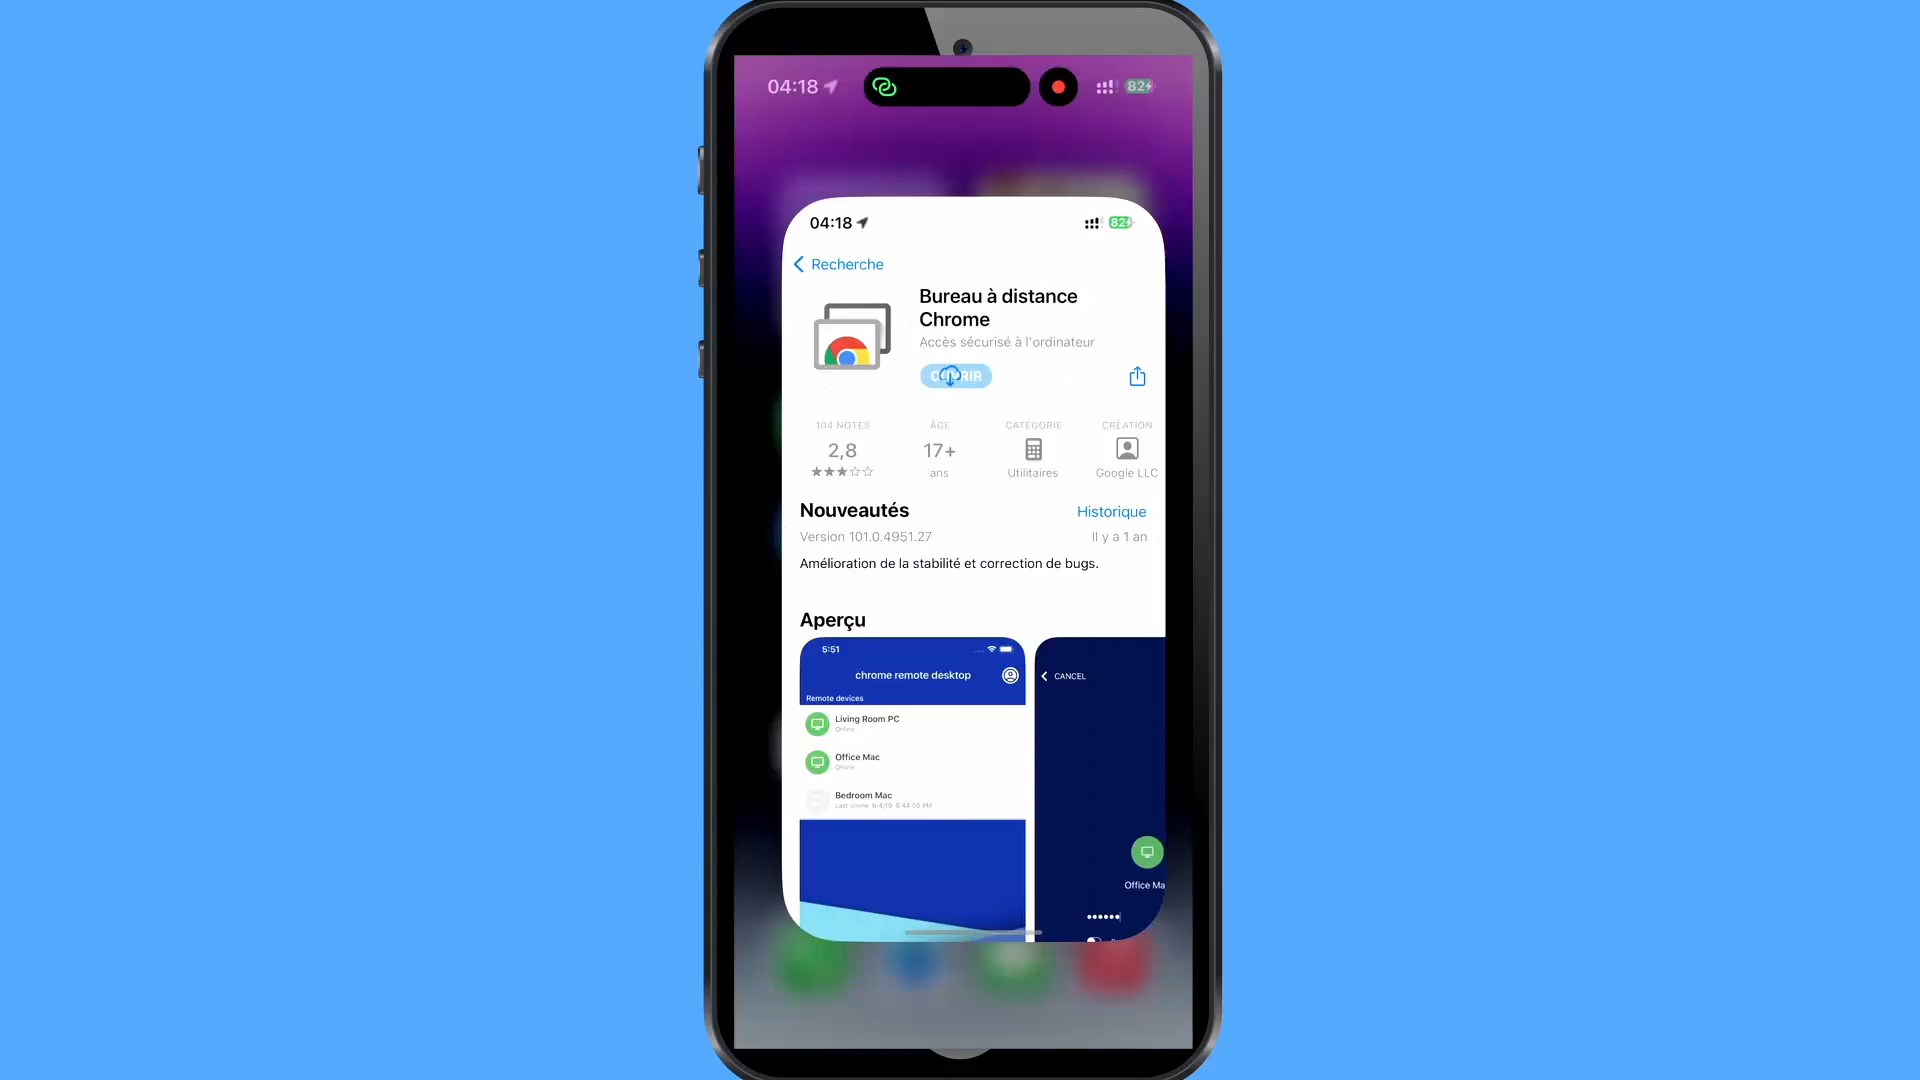 04:18
82
04:18
82
Recherche
Bureau à distance
Chrome
Accès sécurisé à l'ordinateur
OUVRIR
104 NOTES
ÂGE
CATÉGORIE
CRÉATION
2,8
17+
ans
Utilitaires
Google LLC
Nouveautés
Historique
Version 101.0.4951.27
Il y a 1 an
Amélioration de la stabilité et correction de bugs.
Aperçu
5:51
chrome remote desktop
CANCEL
Remote devices
Living Room PC
Online
Office Mac
Online
Bedroom Mac
Last online 6/4/19 5:44:50 PM
Office Ma